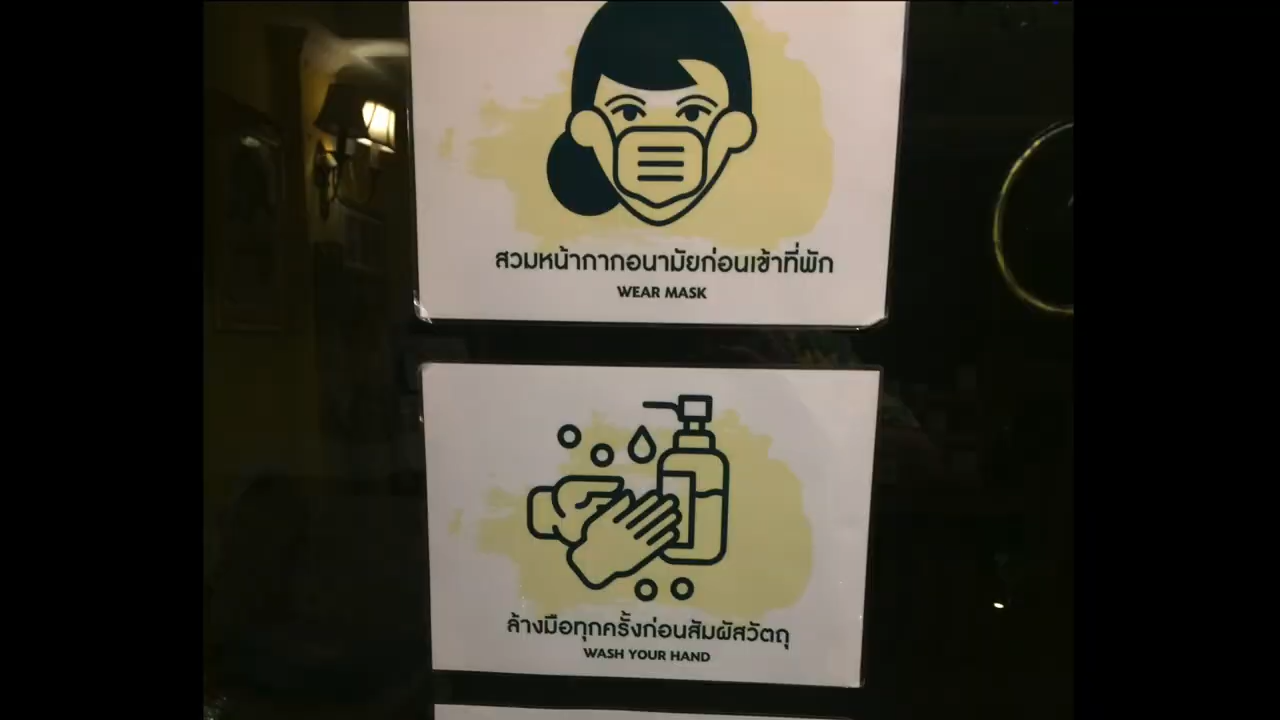 สวมหน้ากากอนามัยก่อนเข้าที่พัก
WEAR MASK
ล้างมือทุกครั้งก่อนสัมผัสวัตถุ
WASH YOUR HAND